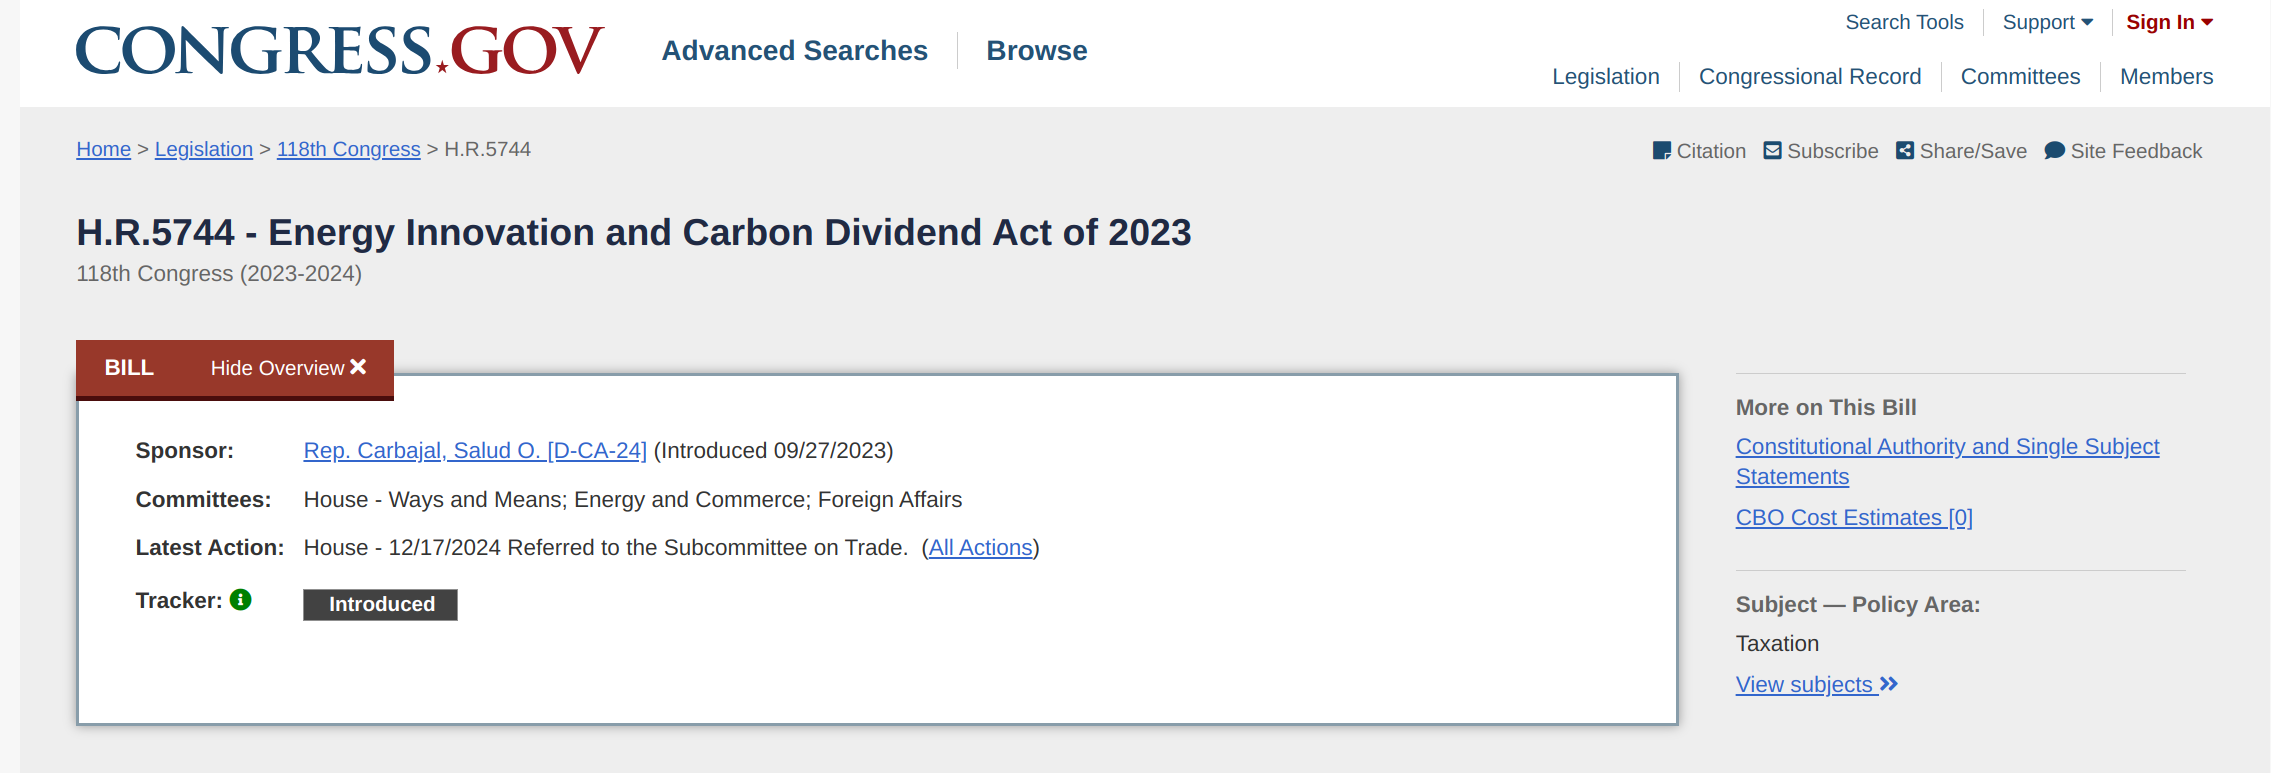 CONGRESS.GOV
Advanced Searches
Browse
Search Tools
Support
Sign In
Legislation
Congressional Record
Committees
Members
Home > Legislation > 118th Congress > H.R.5744
Citation
Subscribe
Share/Save
Site Feedback
H.R.5744 - Energy Innovation and Carbon Dividend Act of 2023
118th Congress (2023-2024)
BILL
Hide Overview
Sponsor: Rep. Carbajal, Salud O. [D-CA-24] (Introduced 09/27/2023)
Committees: House - Ways and Means; Energy and Commerce; Foreign Affairs
Latest Action: House - 12/17/2024 Referred to the Subcommittee on Trade. (All Actions)
Tracker: Introduced
More on This Bill
Constitutional Authority and Single Subject
Statements
CBO Cost Estimates [0]
Subject — Policy Area:
Taxation
View subjects